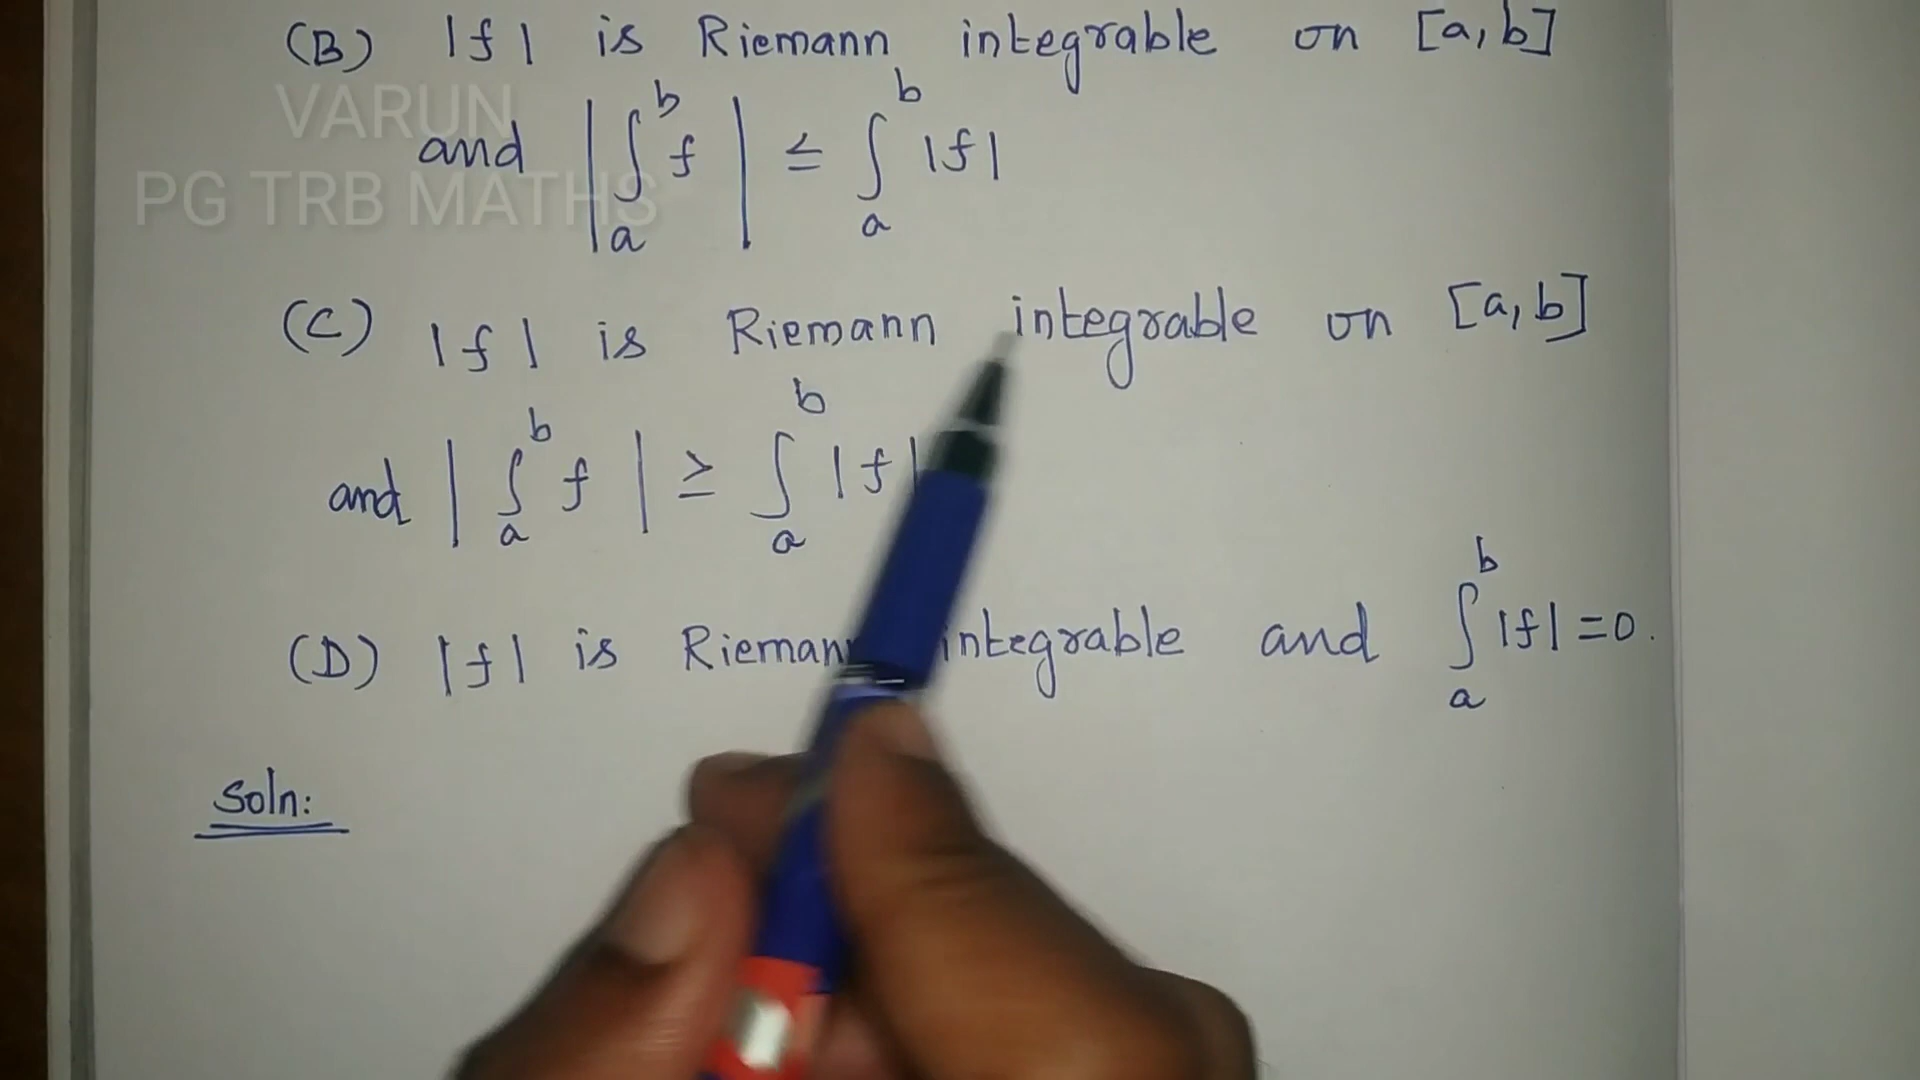 (B) |f| is Riemann integrable on [a,b]
VARUN
and |∫_a^b f| ≤ ∫_a^b |f|
PG TRB MATHS
(C) |f| is Riemann integrable on [a,b]
and |∫_a^b f| ≥ ∫_a^b |f|
(D) |f| is Riemann integrable and ∫_a^b |f| = 0.
Soln: